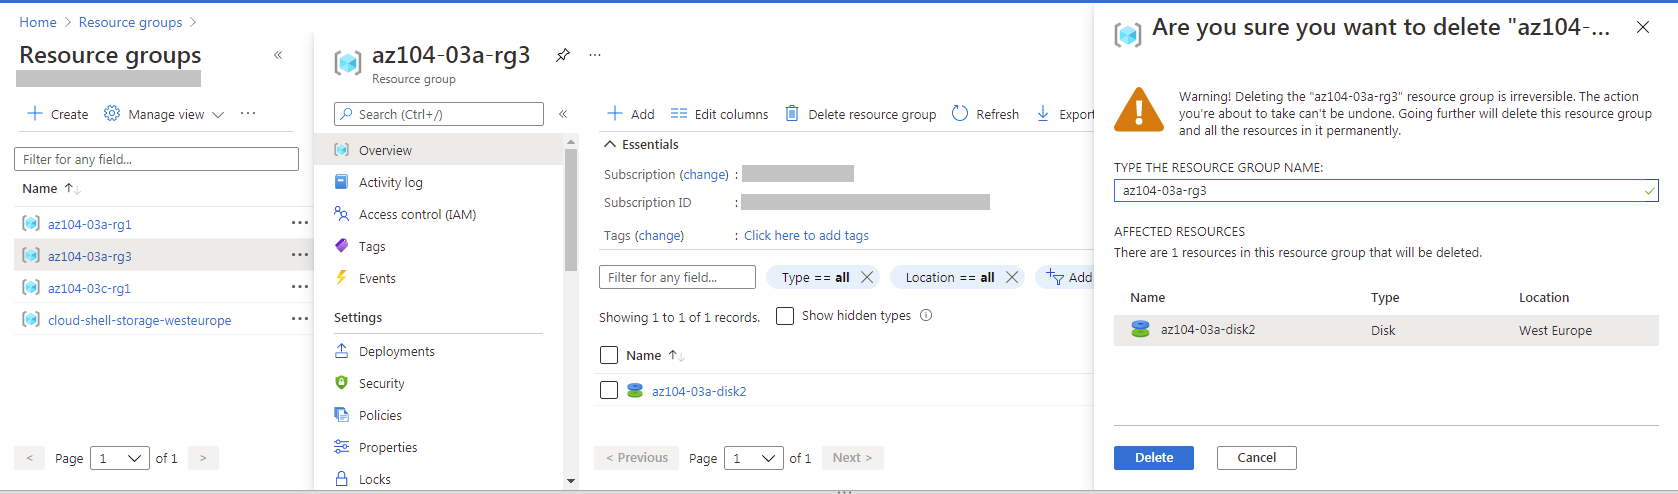 Home > Resource groups >
Resource groups
«
Create
Manage view
...
Filter for any field...
Name ↑↓
az104-03a-rg1
...
az104-03a-rg3
...
az104-03c-rg1
...
cloud-shell-storage-westeurope
...
<
Page
1
of 1
>
az104-03a-rg3
...
Resource group
Search (Ctrl+/)
«
Overview
Activity log
Access control (IAM)
Tags
Events
Settings
Deployments
Security
Policies
Properties
Locks
+ Add
Edit columns
Delete resource group
Refresh
Export
Essentials
Subscription (change) :
Subscription ID :
Tags (change) : Click here to add tags
Filter for any field...
Type == all
Location == all
Add
Showing 1 to 1 of 1 records.
Show hidden types
Name ↑↓
az104-03a-disk2
< Previous
Page
1
of 1
Next >
Are you sure you want to delete "az104-...
Warning! Deleting the "az104-03a-rg3" resource group is irreversible. The action
you're about to take can't be undone. Going further will delete this resource group
and all the resources in it permanently.
TYPE THE RESOURCE GROUP NAME:
az104-03a-rg3
AFFECTED RESOURCES
There are 1 resources in this resource group that will be deleted.
Name Type Location
az104-03a-disk2 Disk West Europe
Delete
Cancel